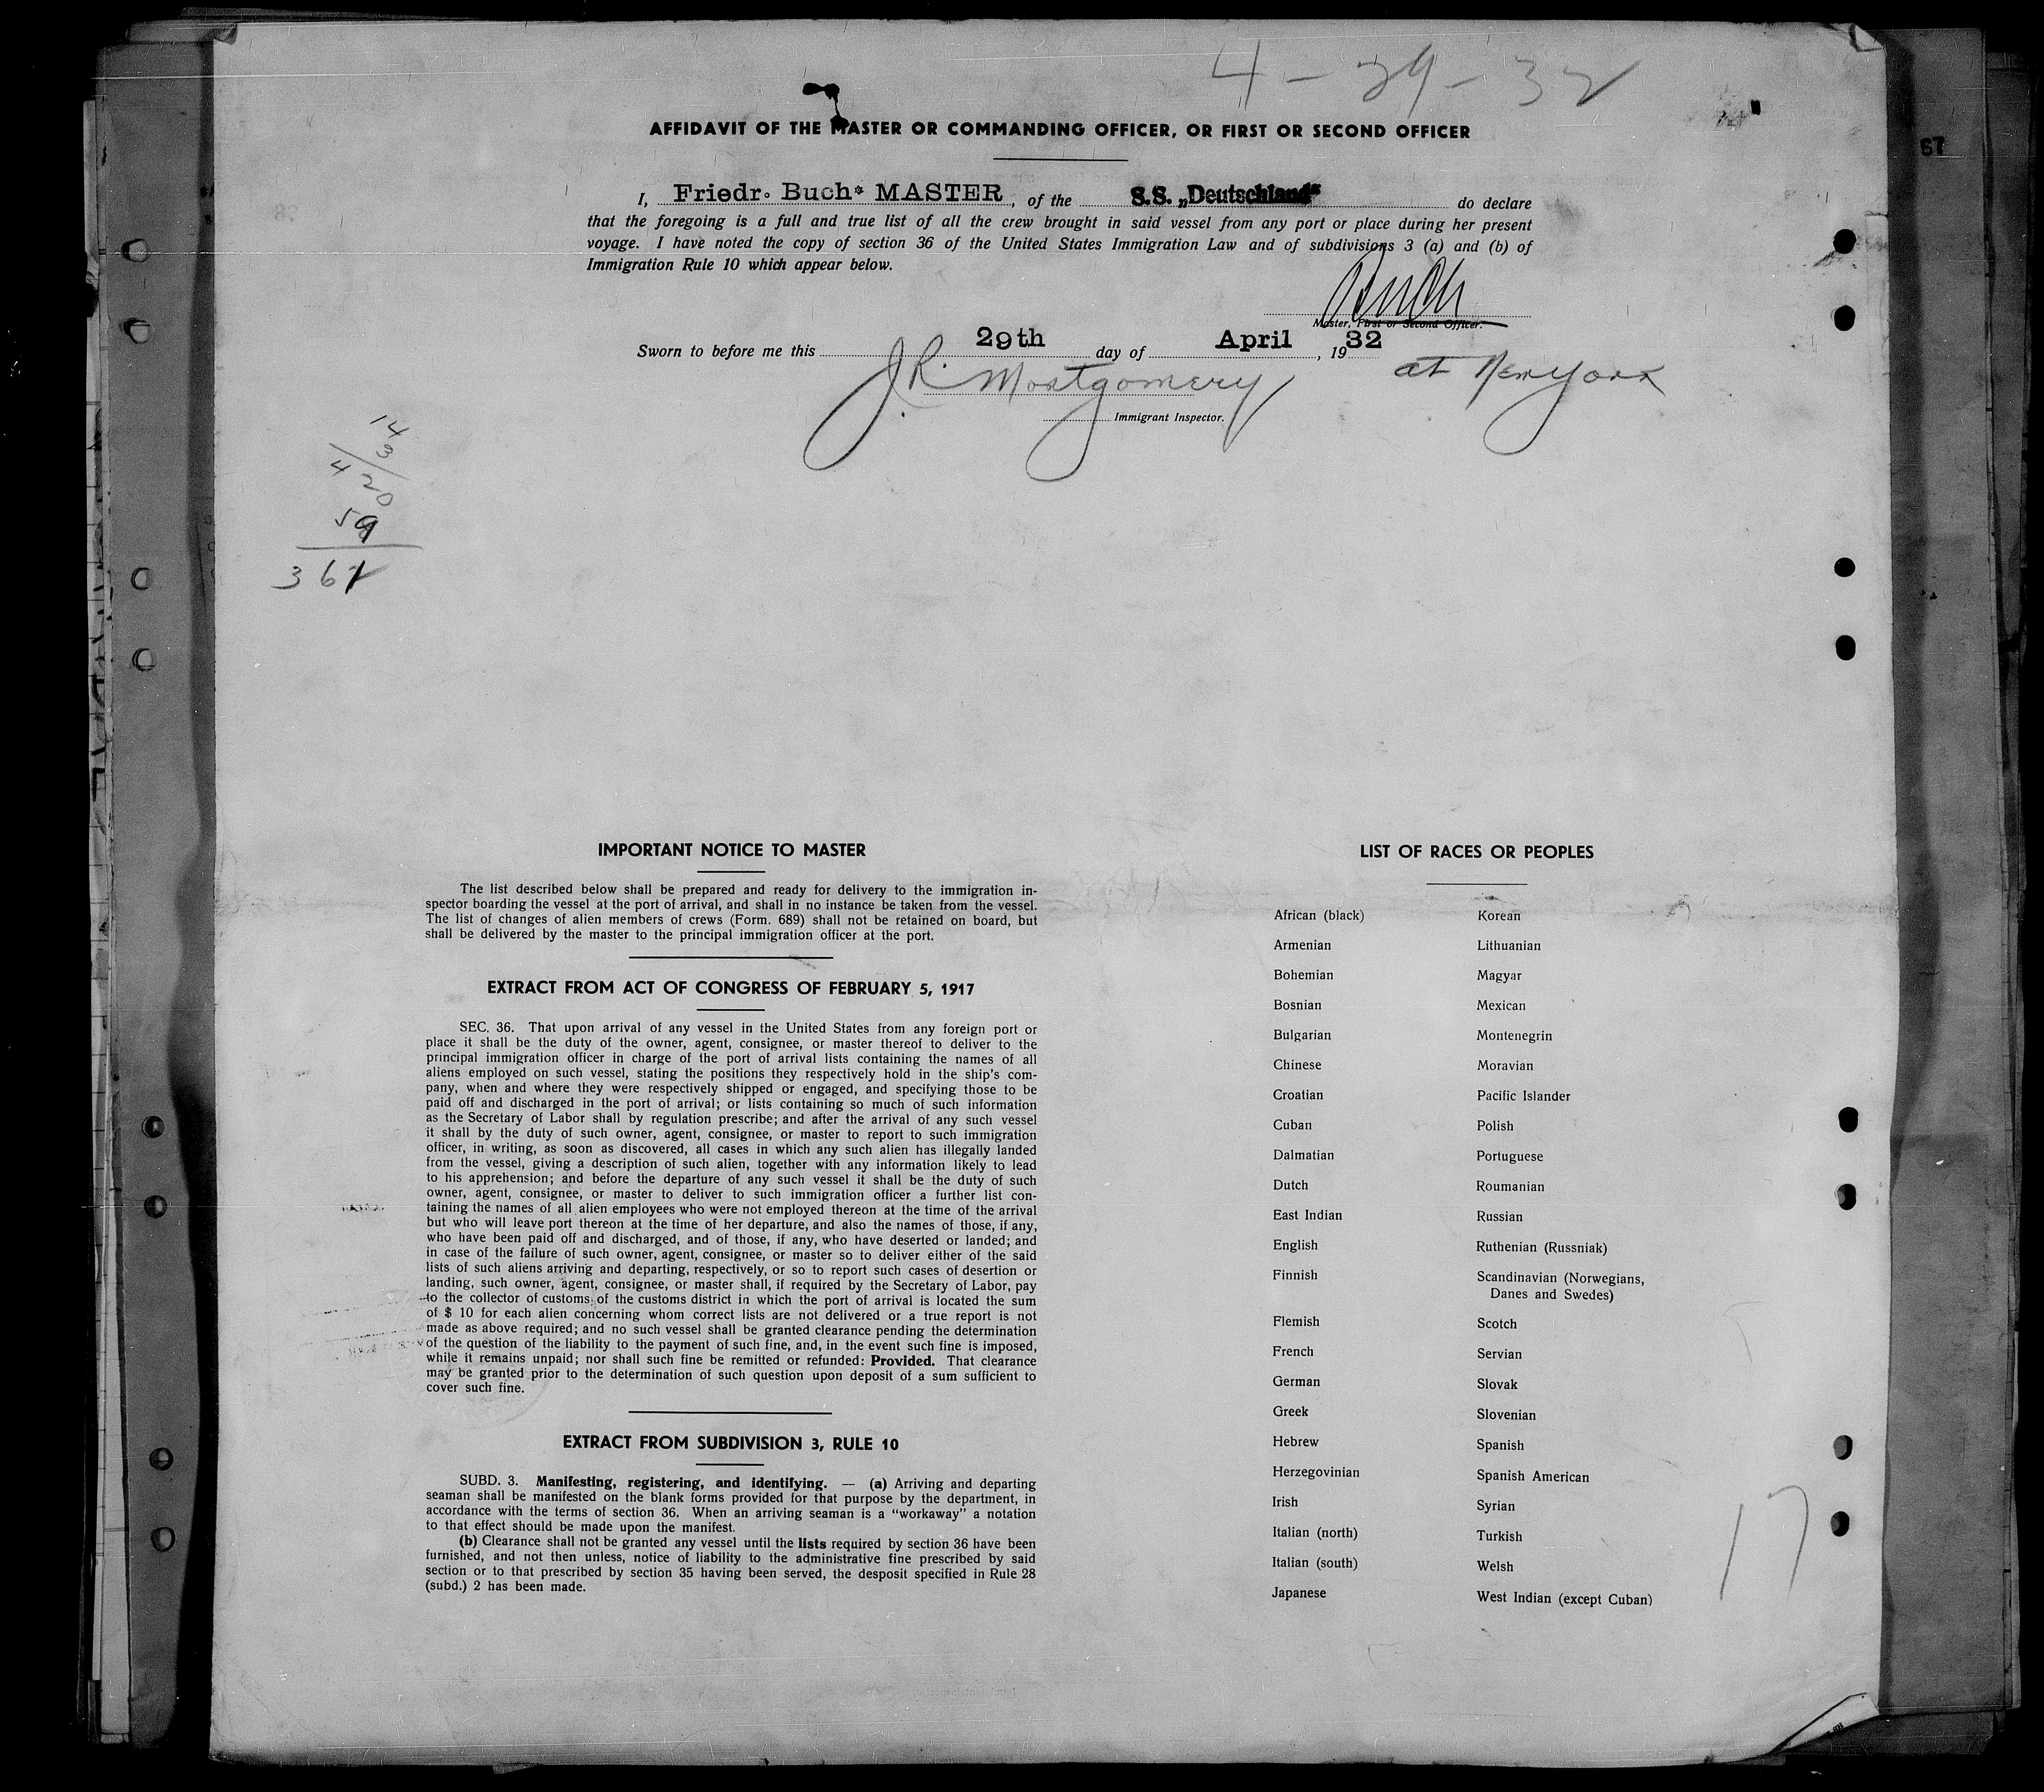 4-29-32
67
AFFIDAVIT OF THE MASTER OR COMMANDING OFFICER, OR FIRST OR SECOND OFFICER
I, Friedr. Buch. MASTER, of the S.S. „Deutschland“ do declare
that the foregoing is a full and true list of all the crew brought in said vessel from any port or place during her present
voyage. I have noted the copy of section 36 of the United States Immigration Law and of subdivisions 3 (a) and (b) of
Immigration Rule 10 which appear below.
Buch
Master, First or Second Officer.
Sworn to before me this 29th day of April, 1932
at New York
J.R. Montgomery
Immigrant Inspector.
14
3
4 20
59
361
IMPORTANT NOTICE TO MASTER
The list described below shall be prepared and ready for delivery to the immigration in-
spector boarding the vessel at the port of arrival, and shall in no instance be taken from the vessel.
The list of changes of alien members of crews (Form. 689) shall not be retained on board, but
shall be delivered by the master to the principal immigration officer at the port.
EXTRACT FROM ACT OF CONGRESS OF FEBRUARY 5, 1917
SEC. 36. That upon arrival of any vessel in the United States from any foreign port or
place it shall be the duty of the owner, agent, consignee, or master thereof to deliver to the
principal immigration officer in charge of the port of arrival lists containing the names of all
aliens employed on such vessel, stating the positions they respectively hold in the ship's com-
pany, when and where they were respectively shipped or engaged, and specifying those to be
paid off and discharged in the port of arrival; or lists containing so much of such information
as the Secretary of Labor shall by regulation prescribe; and after the arrival of any such vessel
it shall by the duty of such owner, agent, consignee, or master to report to such immigration
officer, in writing, as soon as discovered, all cases in which any such alien has illegally landed
from the vessel, giving a description of such alien, together with any information likely to lead
to his apprehension; and before the departure of any such vessel it shall be the duty of such
owner, agent, consignee, or master to deliver to such immigration officer a further list con-
taining the names of all alien employees who were not employed thereon at the time of the arrival
but who will leave port thereon at the time of her departure, and also the names of those, if any,
who have been paid off and discharged, and of those, if any, who have deserted or landed; and
in case of the failure of such owner, agent, consignee, or master so to deliver either of the said
lists of such aliens arriving and departing, respectively, or so to report such cases of desertion or
landing, such owner, agent, consignee, or master shall, if required by the Secretary of Labor, pay
to the collector of customs of the customs district in which the port of arrival is located the sum
of $ 10 for each alien concerning whom correct lists are not delivered or a true report is not
made as above required; and no such vessel shall be granted clearance pending the determination
of the question of the liability to the payment of such fine, and, in the event such fine is imposed,
while it remains unpaid; nor shall such fine be remitted or refunded: Provided. That clearance
may be granted prior to the determination of such question upon deposit of a sum sufficient to
cover such fine.
EXTRACT FROM SUBDIVISION 3, RULE 10
SUBD. 3. Manifesting, registering, and identifying. — (a) Arriving and departing
seaman shall be manifested on the blank forms provided for that purpose by the department, in
accordance with the terms of section 36. When an arriving seaman is a “workaway” a notation
to that effect should be made upon the manifest.
(b) Clearance shall not be granted any vessel until the lists required by section 36 have been
furnished, and not then unless, notice of liability to the administrative fine prescribed by said
section or to that prescribed by section 35 having been served, the desposit specified in Rule 28
(subd.) 2 has been made.
LIST OF RACES OR PEOPLES
African (black)
Armenian
Bohemian
Bosnian
Bulgarian
Chinese
Croatian
Cuban
Dalmatian
Dutch
East Indian
English
Finnish
Flemish
French
German
Greek
Hebrew
Herzegovinian
Irish
Italian (north)
Italian (south)
Japanese
Korean
Lithuanian
Magyar
Mexican
Montenegrin
Moravian
Pacific Islander
Polish
Portuguese
Roumanian
Russian
Ruthenian (Russniak)
Scandinavian (Norwegians,
Danes and Swedes)
Scotch
Servian
Slovak
Slovenian
Spanish
Spanish American
Syrian
Turkish
Welsh
West Indian (except Cuban)
17